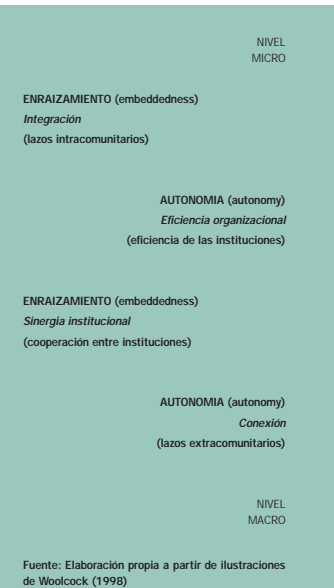 NIVEL
MICRO
ENRAIZAMIENTO (embeddedness)
Integración
(lazos intracomunitarios)
AUTONOMIA (autonomy)
Eficiencia organizacional
(eficiencia de las instituciones)
ENRAIZAMIENTO (embeddedness)
Sinergia institucional
(cooperación entre instituciones)
AUTONOMIA (autonomy)
Conexión
(lazos extracomunitarios)
NIVEL
MACRO
Fuente: Elaboración propia a partir de ilustraciones
de Woolcock (1998)